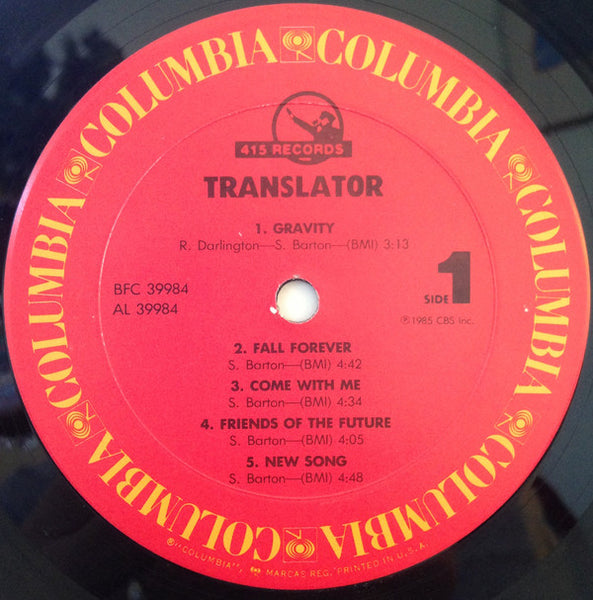 COLUMBIA COLUMBIA COLUMBIA COLUMBIA COLUMBIA COLUMBIA
415 RECORDS
TRANSLATOR
1. GRAVITY
R. Darlington—S. Barton—(BMI) 3:13
BFC 39984
AL 39984
SIDE 1
℗1985 CBS Inc.
2. FALL FOREVER
S. Barton—(BMI) 4:42
3. COME WITH ME
S. Barton—(BMI) 4:34
4. FRIENDS OF THE FUTURE
S. Barton—(BMI) 4:05
5. NEW SONG
S. Barton—(BMI) 4:48
®"COLUMBIA", MARCAS REG. PRINTED IN U.S.A.